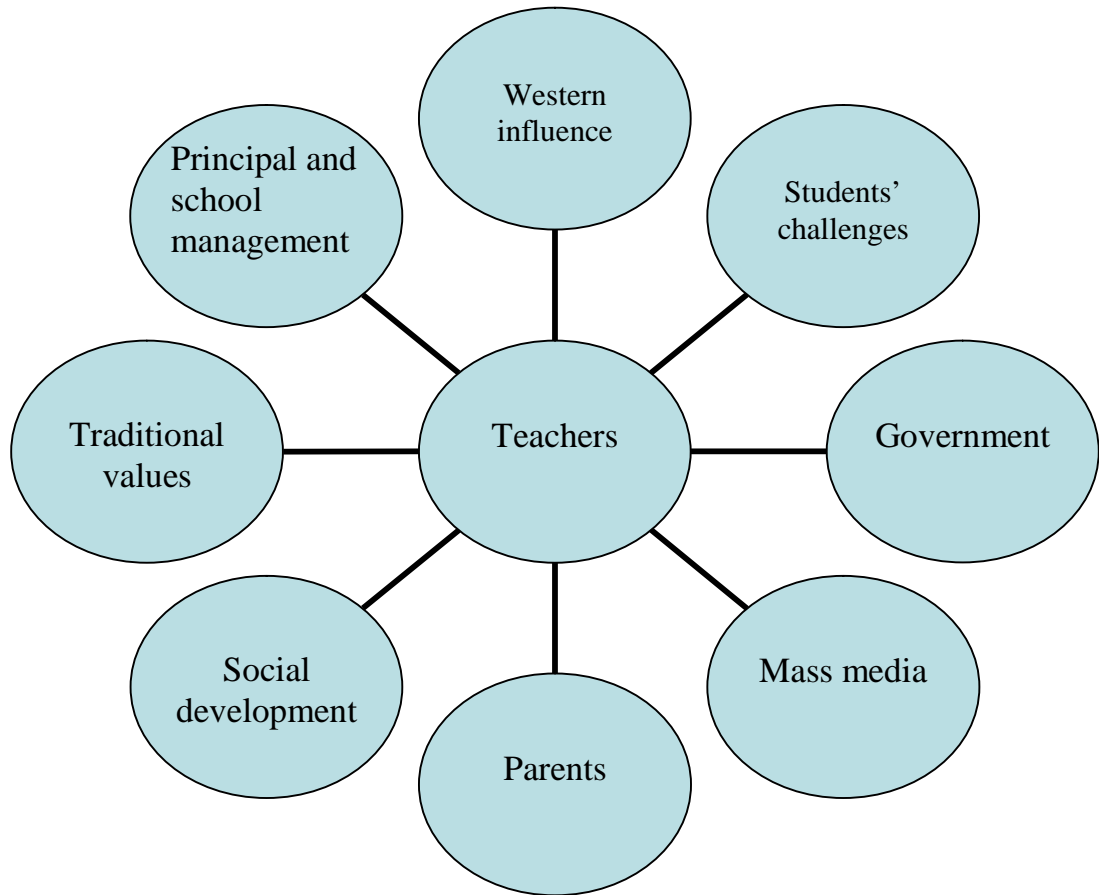 Western
influence
Principal and
school
management
Students’
challenges
Traditional
values
Teachers
Government
Social
development
Mass media
Parents